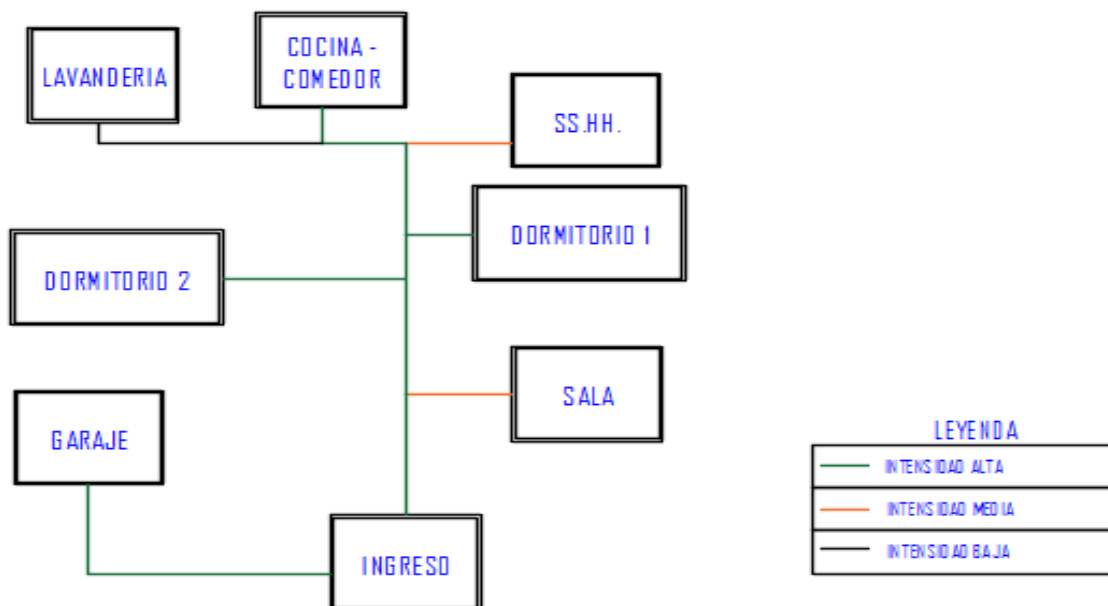 COCINA -
COMEDOR
LAVANDERIA
SS.HH.
DORMITORIO 1
DORMITORIO 2
SALA
GARAJE
INGRESO
LEYENDA
INTENSIDAD ALTA
INTENSIDAD MEDIA
INTENSIDAD BAJA